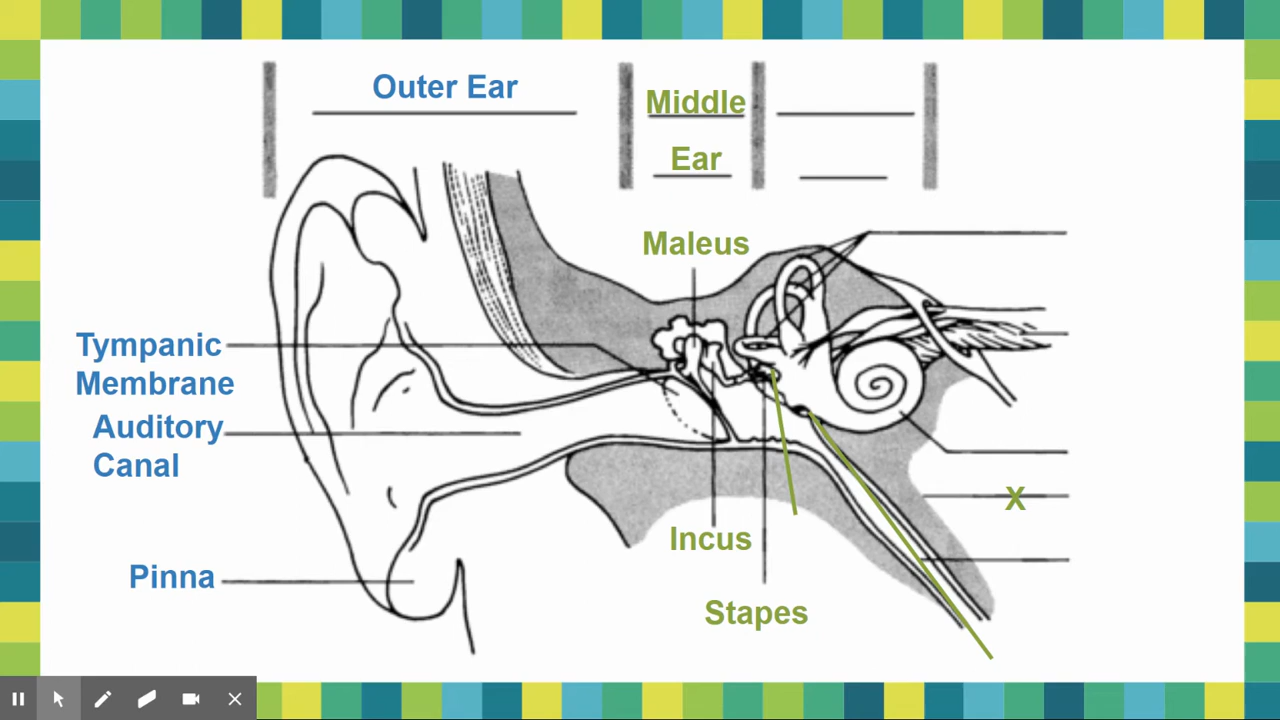 Outer Ear
Middle
Ear
Maleus
Tympanic
Membrane
Auditory
Canal
X
Incus
Pinna
Stapes